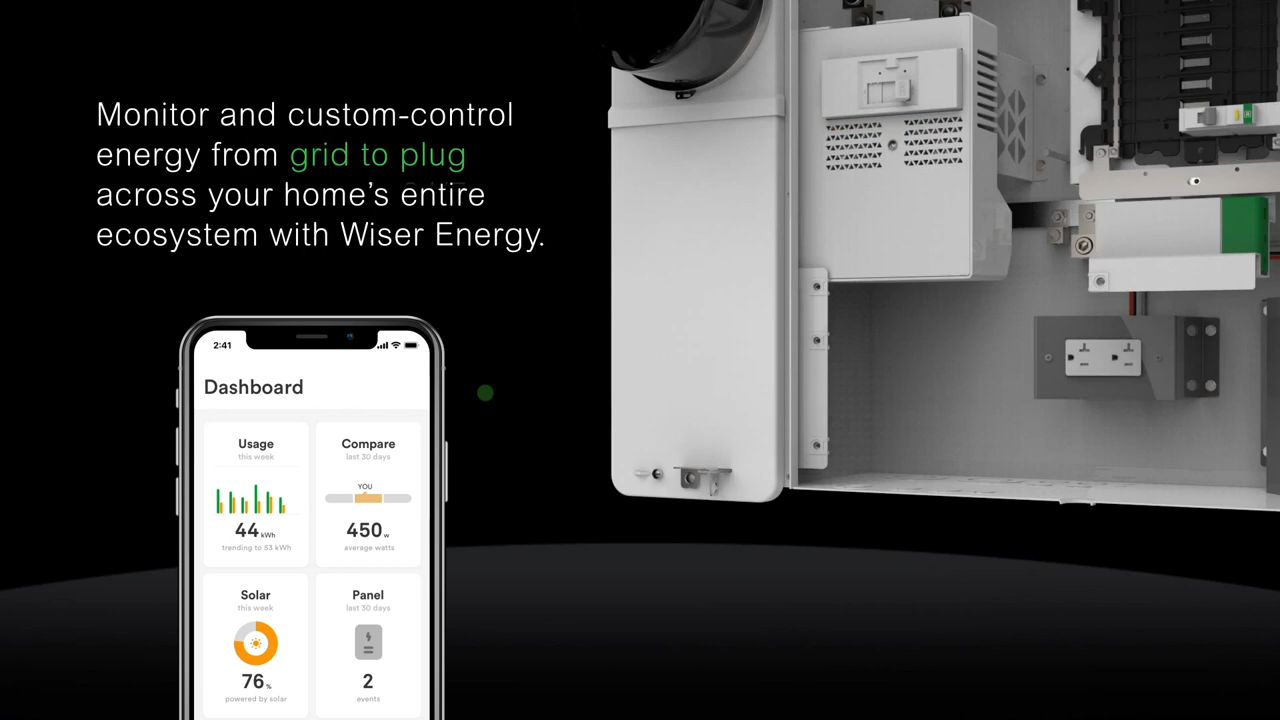 Monitor and custom-control
energy from grid to plug
across your home’s entire
ecosystem with Wiser Energy.
2:41
Dashboard
Usage
this week
44 kWh
trending to 53 kWh
Compare
last 30 days
YOU
450 w
average watts
Solar
this week
76 %
powered by solar
Panel
last 30 days
2
events